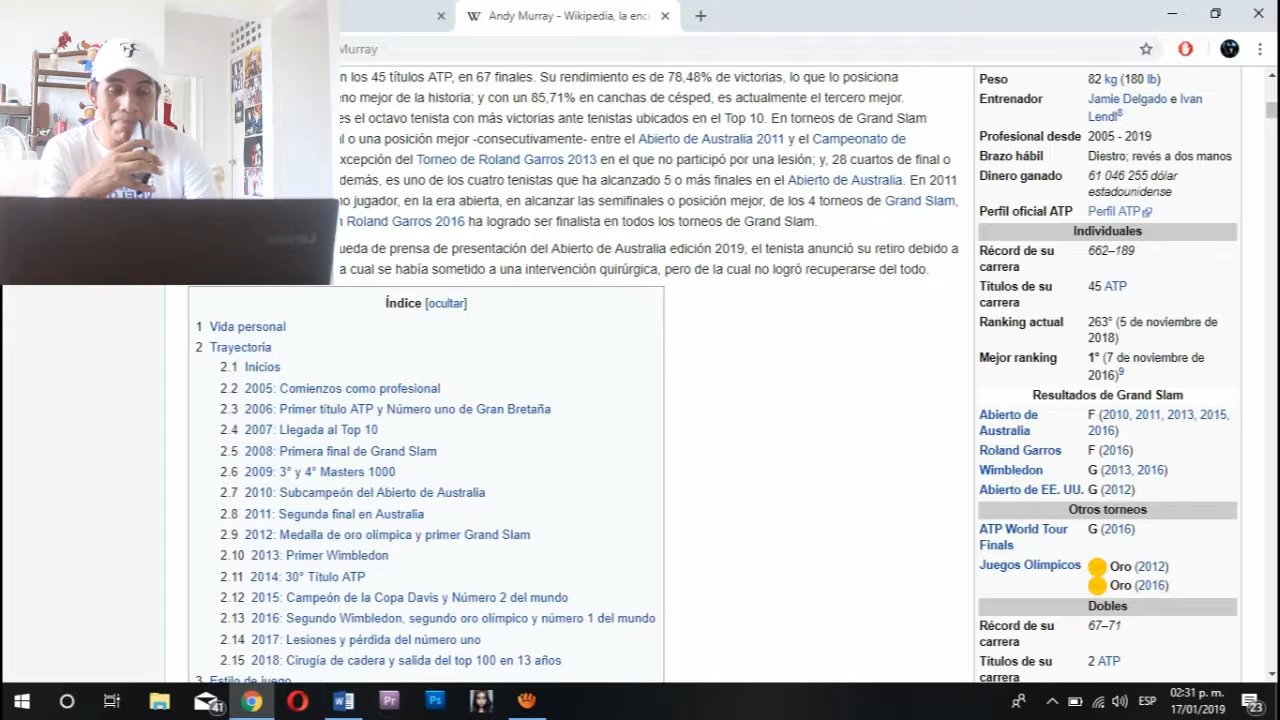 Andy Murray - Wikipedia, la enc
Murray
n los 45 títulos ATP, en 67 finales. Su rendimiento es de 78,48% de victorias, lo que lo posiciona
no mejor de la historia; y con un 85,71% en canchas de césped, es actualmente el tercero mejor.
es el octavo tenista con más victorias ante tenistas ubicados en el Top 10. En torneos de Grand Slam
l o una posición mejor -consecutivamente- entre el Abierto de Australia 2011 y el Campeonato de
xcepción del Torneo de Roland Garros 2013 en el que no participó por una lesión; y, 28 cuartos de final o
demás, es uno de los cuatro tenistas que ha alcanzado 5 o más finales en el Abierto de Australia. En 2011
no jugador, en la era abierta, en alcanzar las semifinales o posición mejor, de los 4 torneos de Grand Slam,
n Roland Garros 2016 ha logrado ser finalista en todos los torneos de Grand Slam.
ueda de prensa de presentación del Abierto de Australia edición 2019, el tenista anunció su retiro debido a
a cual se había sometido a una intervención quirúrgica, pero de la cual no logró recuperarse del todo.
Índice [ocultar]
1 Vida personal
2 Trayectoria
2.1 Inicios
2.2 2005: Comienzos como profesional
2.3 2006: Primer título ATP y Número uno de Gran Bretaña
2.4 2007: Llegada al Top 10
2.5 2008: Primera final de Grand Slam
2.6 2009: 3° y 4° Masters 1000
2.7 2010: Subcampeón del Abierto de Australia
2.8 2011: Segunda final en Australia
2.9 2012: Medalla de oro olímpica y primer Grand Slam
2.10 2013: Primer Wimbledon
2.11 2014: 30° Título ATP
2.12 2015: Campeón de la Copa Davis y Número 2 del mundo
2.13 2016: Segundo Wimbledon, segundo oro olímpico y número 1 del mundo
2.14 2017: Lesiones y pérdida del número uno
2.15 2018: Cirugía de cadera y salida del top 100 en 13 años
3 Estilo de juego
Peso 82 kg (180 lb)
Entrenador Jamie Delgado e Ivan
Lendl⁸
Profesional desde 2005 - 2019
Brazo hábil Diestro; revés a dos manos
Dinero ganado 61 046 255 dólar
estadounidense
Perfil oficial ATP Perfil ATP
Individuales
Récord de su 662–189
carrera
Títulos de su 45 ATP
carrera
Ranking actual 263° (5 de noviembre de
2018)
Mejor ranking 1° (7 de noviembre de
2016)⁹
Resultados de Grand Slam
Abierto de F (2010, 2011, 2013, 2015,
Australia 2016)
Roland Garros F (2016)
Wimbledon G (2013, 2016)
Abierto de EE. UU. G (2012)
Otros torneos
ATP World Tour G (2016)
Finals
Juegos Olímpicos Oro (2012)
Oro (2016)
Dobles
Récord de su 67–71
carrera
Títulos de su 2 ATP
carrera
41
Pr
Ps
ESP
02:31 p. m.
17/01/2019
23